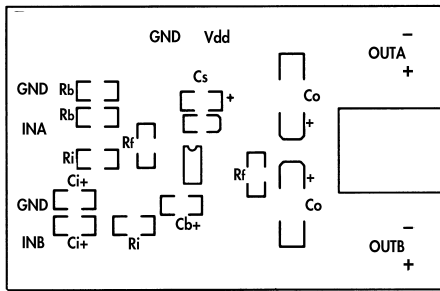 GND Vdd
OUTA
−
+
Cs
+
GND Rb
Co
Rb
INA
+
Rf
Ri
Ci+
Rf
+
GND
Co
Cb+
INB Ci+
Ri
−
OUTB
+